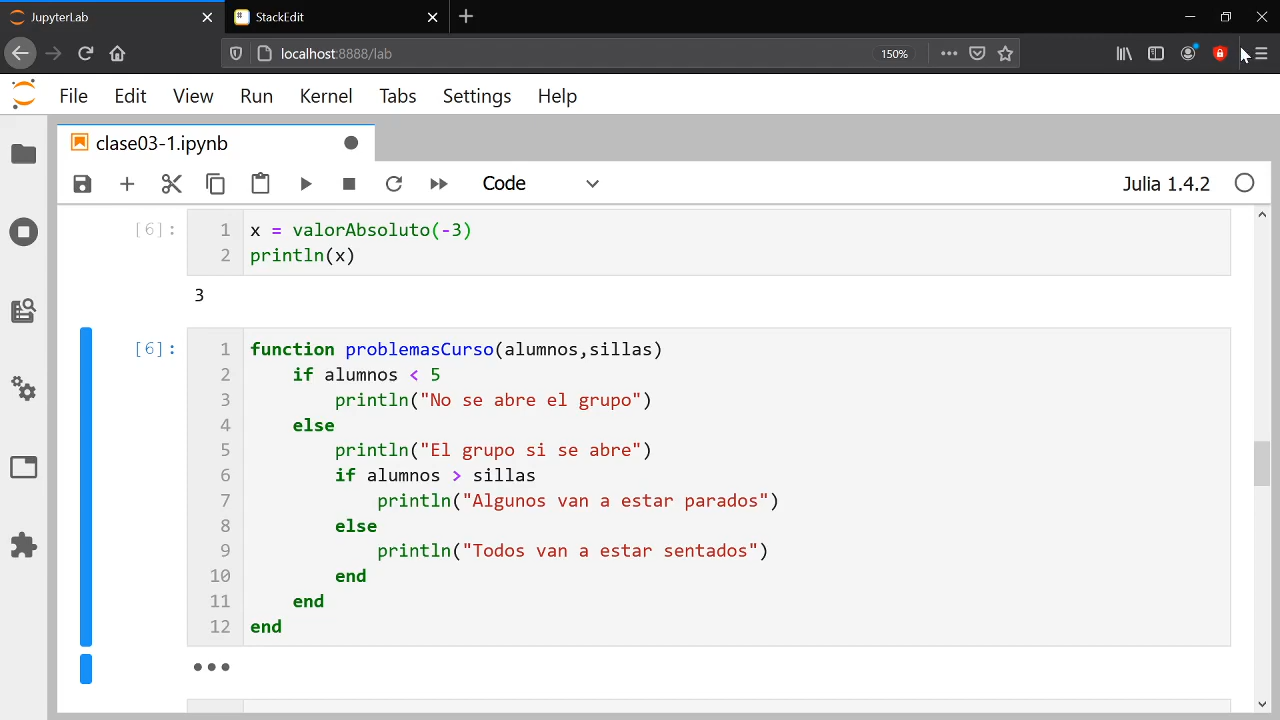 JupyterLab
StackEdit
localhost:8888/lab
150%
File Edit View Run Kernel Tabs Settings Help
clase03-1.ipynb
Code
Julia 1.4.2
[6]:
1 x = valorAbsoluto(-3)
2 println(x)
3
[6]:
1 function problemasCurso(alumnos,sillas)
2 if alumnos < 5
3 println("No se abre el grupo")
4 else
5 println("El grupo si se abre")
6 if alumnos > sillas
7 println("Algunos van a estar parados")
8 else
9 println("Todos van a estar sentados")
10 end
11 end
12 end